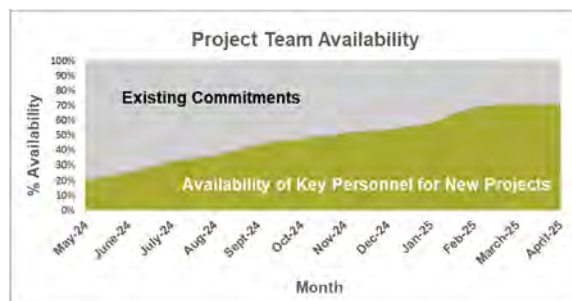 Project Team Availability
100%
90%
80%
70%
60%
50%
40%
30%
20%
10%
0%
% Availability
Existing Commitments
Availability of Key Personnel for New Projects
May-24
June-24
July-24
Aug-24
Sept-24
Oct-24
Nov-24
Dec-24
Jan-25
Feb-25
March-25
April-25
Month